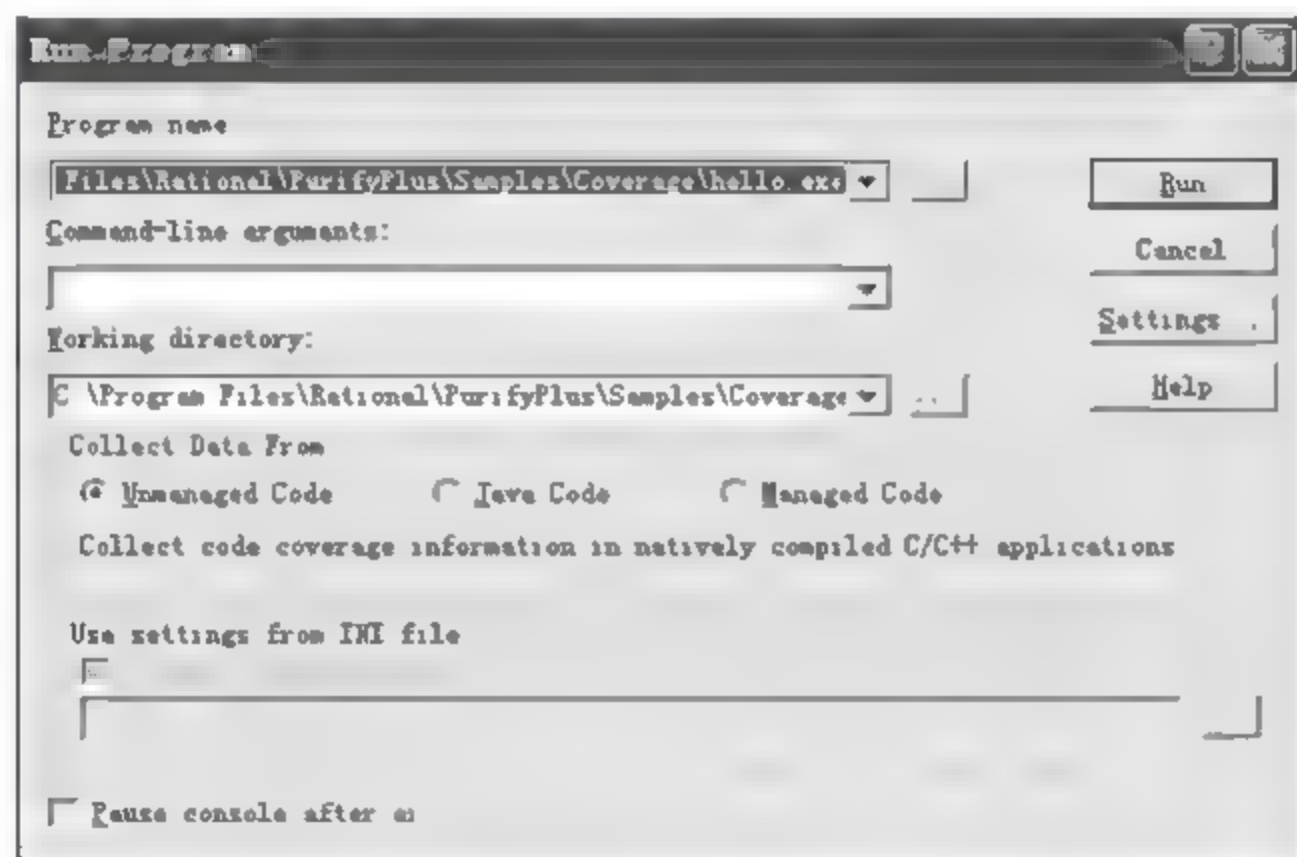 Run Program
Program name
Files\Rational\PurifyPlus\Samples\Coverage\hello.exe
Run
Command-line arguments:
Cancel
Settings .
Working directory:
C \Program Files\Rational\PurifyPlus\Samples\Coverage
..
Help
Collect Data From
Unmanaged Code
Java Code
Managed Code
Collect code coverage information in natively compiled C/C++ applications
Use settings from INI file
Pause console after